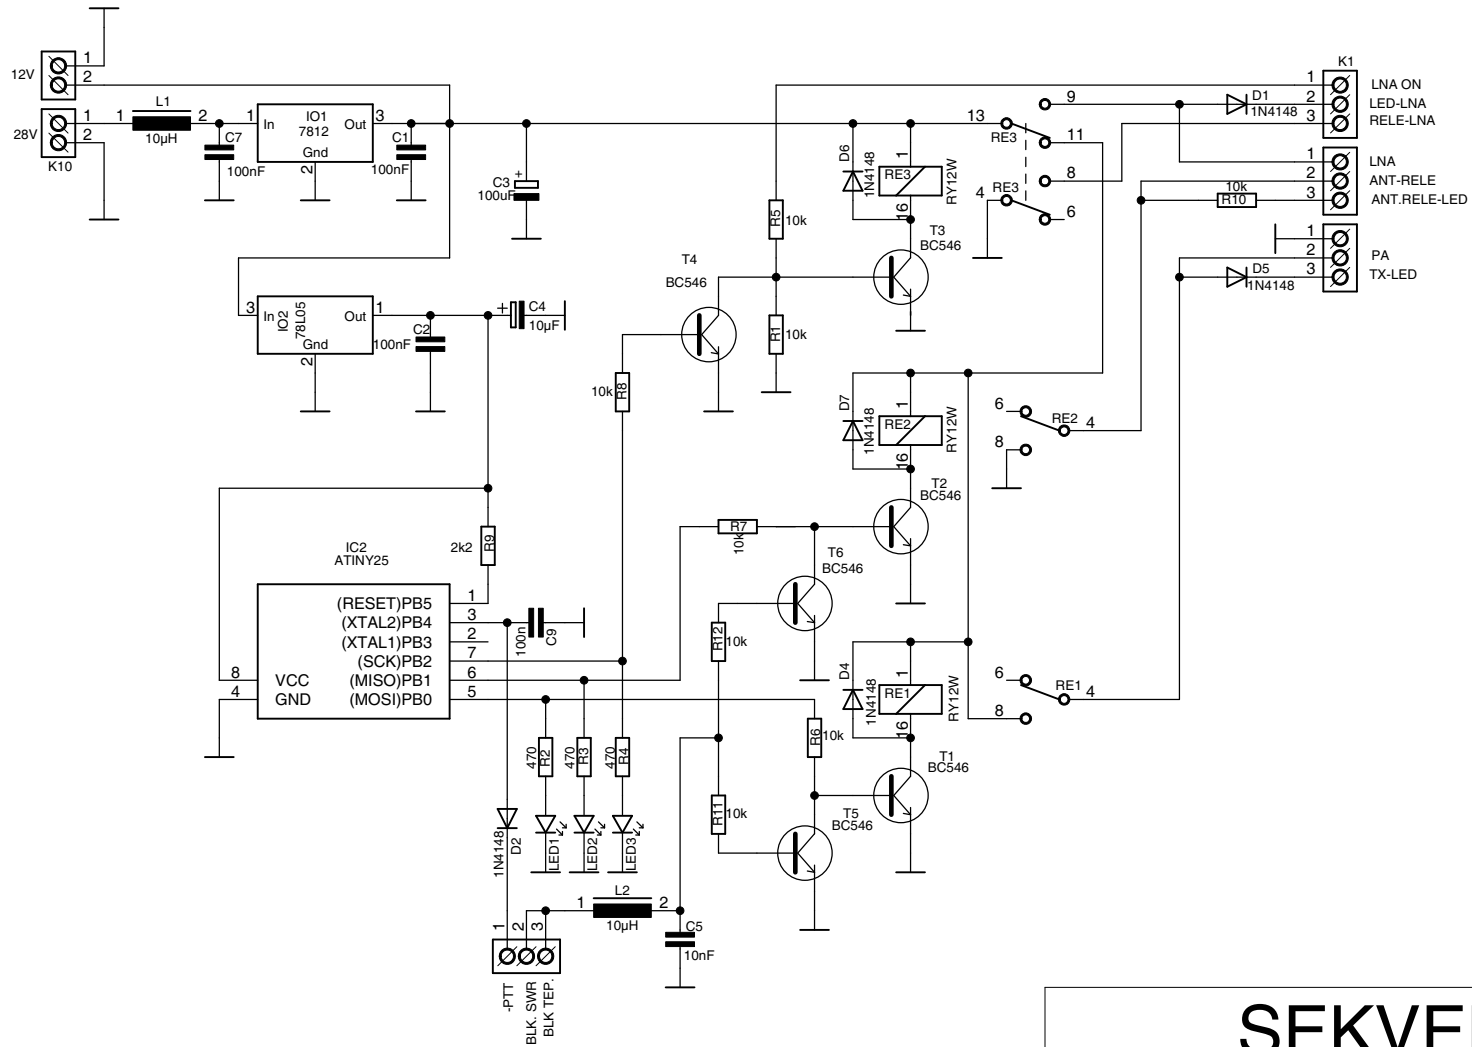 12V
1
2
28V
1
2
K10
1
L1
2
10µH
C7
100nF
1
In
IO1
7812
Out
3
Gnd
2
C1
100nF
C3
+
100uF
3
In
IO2
78L05
Out
1
Gnd
2
C2
100nF
+
C4
10µF
T4
BC546
R5
10k
R1
10k
D6
1N4148
1
RE3
16
RY12W
T3
BC546
13
RE3
9
11
8
RE3
4
6
D1
1N4148
K1
1
LNA ON
2
LED-LNA
3
RELE-LNA
1
LNA
2
ANT-RELE
10k
R10
3
ANT.RELE-LED
1
2
PA
D5
1N4148
3
TX-LED
10k
R8
D7
1N4148
1
RE2
16
RY12W
T2
BC546
6
RE2
4
8
R7
10k
T6
BC546
2k2
R9
IC2
ATINY25
(RESET)PB5
1
(XTAL2)PB4
3
(XTAL1)PB3
2
(SCK)PB2
7
8
VCC
(MISO)PB1
6
4
GND
(MOSI)PB0
5
100n
C9
R12
10k
D4
1N4148
1
RE1
16
RY12W
T1
BC546
6
RE1
4
8
R6
10k
470
R2
470
R3
470
R4
R11
10k
T5
BC546
1N4148
D2
LED1
LED2
LED3
1
L2
2
10µH
C5
10nF
1
2
3
-PTT
BLK. SWR
BLK TEP.